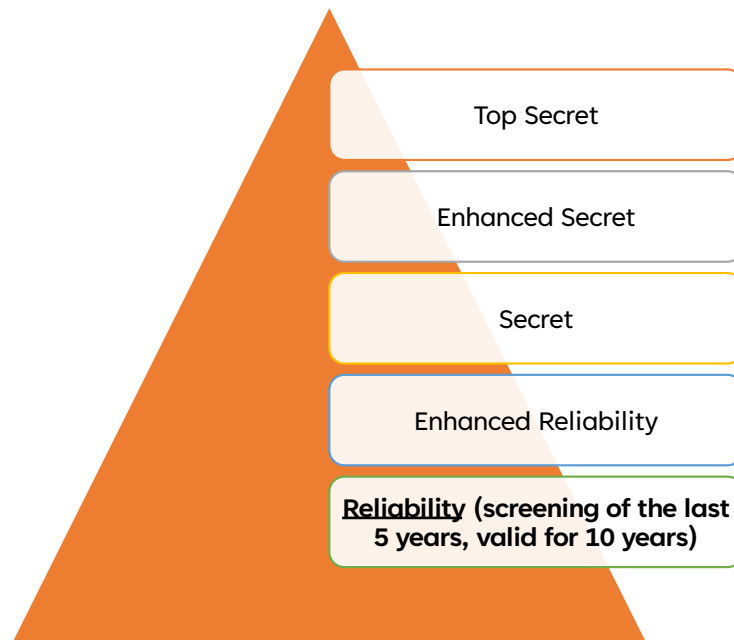 Top Secret
Enhanced Secret
Secret
Enhanced Reliability
Reliability (screening of the last
5 years, valid for 10 years)